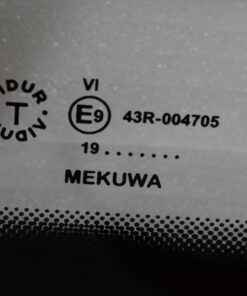 VI
T
E9 43R-004705
19.......
MEKUWA